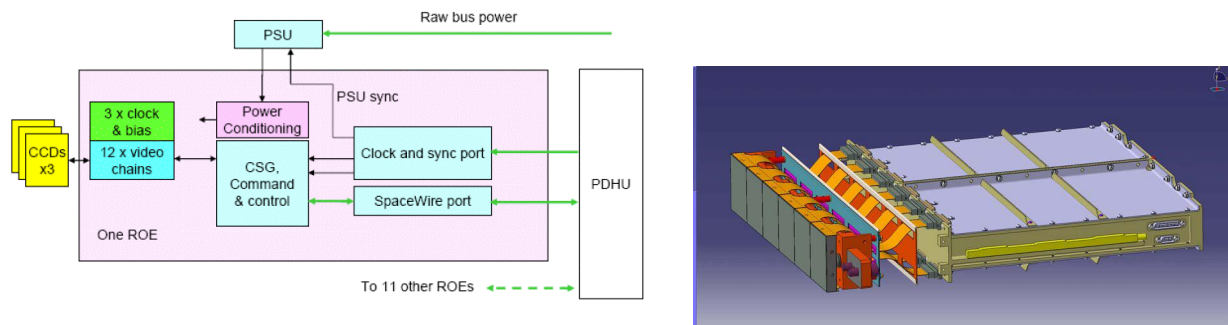 Raw bus power
PSU
PSU sync
3 x clock
& bias
Power
Conditioning
CCDs
x3
12 x video
chains
CSG,
Command
& control
Clock and sync port
SpaceWire port
PDHU
One ROE
To 11 other ROEs